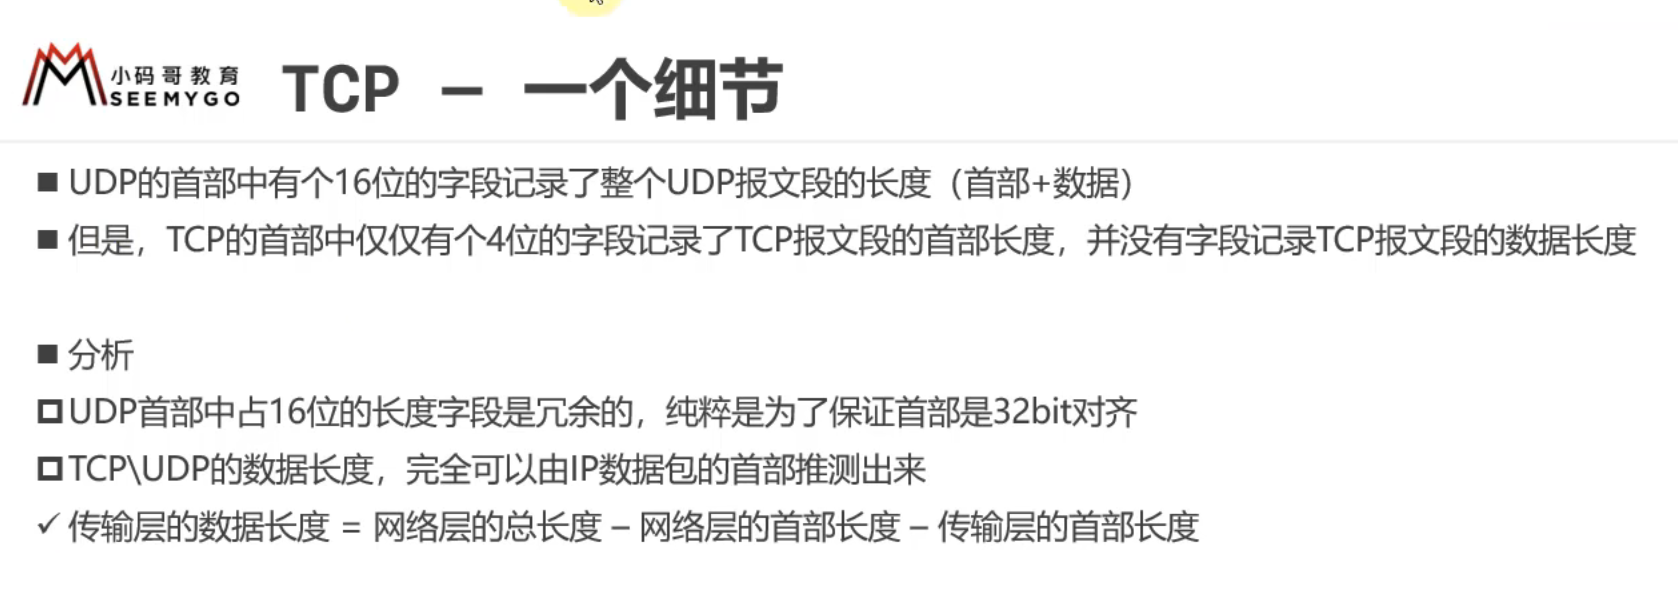 小码哥教育
SEEMYGO
TCP – 一个细节
UDP的首部中有个16位的字段记录了整个UDP报文段的长度（首部+数据）
但是，TCP的首部中仅仅有个4位的字段记录了TCP报文段的首部长度，并没有字段记录TCP报文段的数据长度
分析
UDP首部中占16位的长度字段是冗余的，纯粹是为了保证首部是32bit对齐
TCP\UDP的数据长度，完全可以由IP数据包的首部推测出来
✓ 传输层的数据长度 = 网络层的总长度 – 网络层的首部长度 – 传输层的首部长度